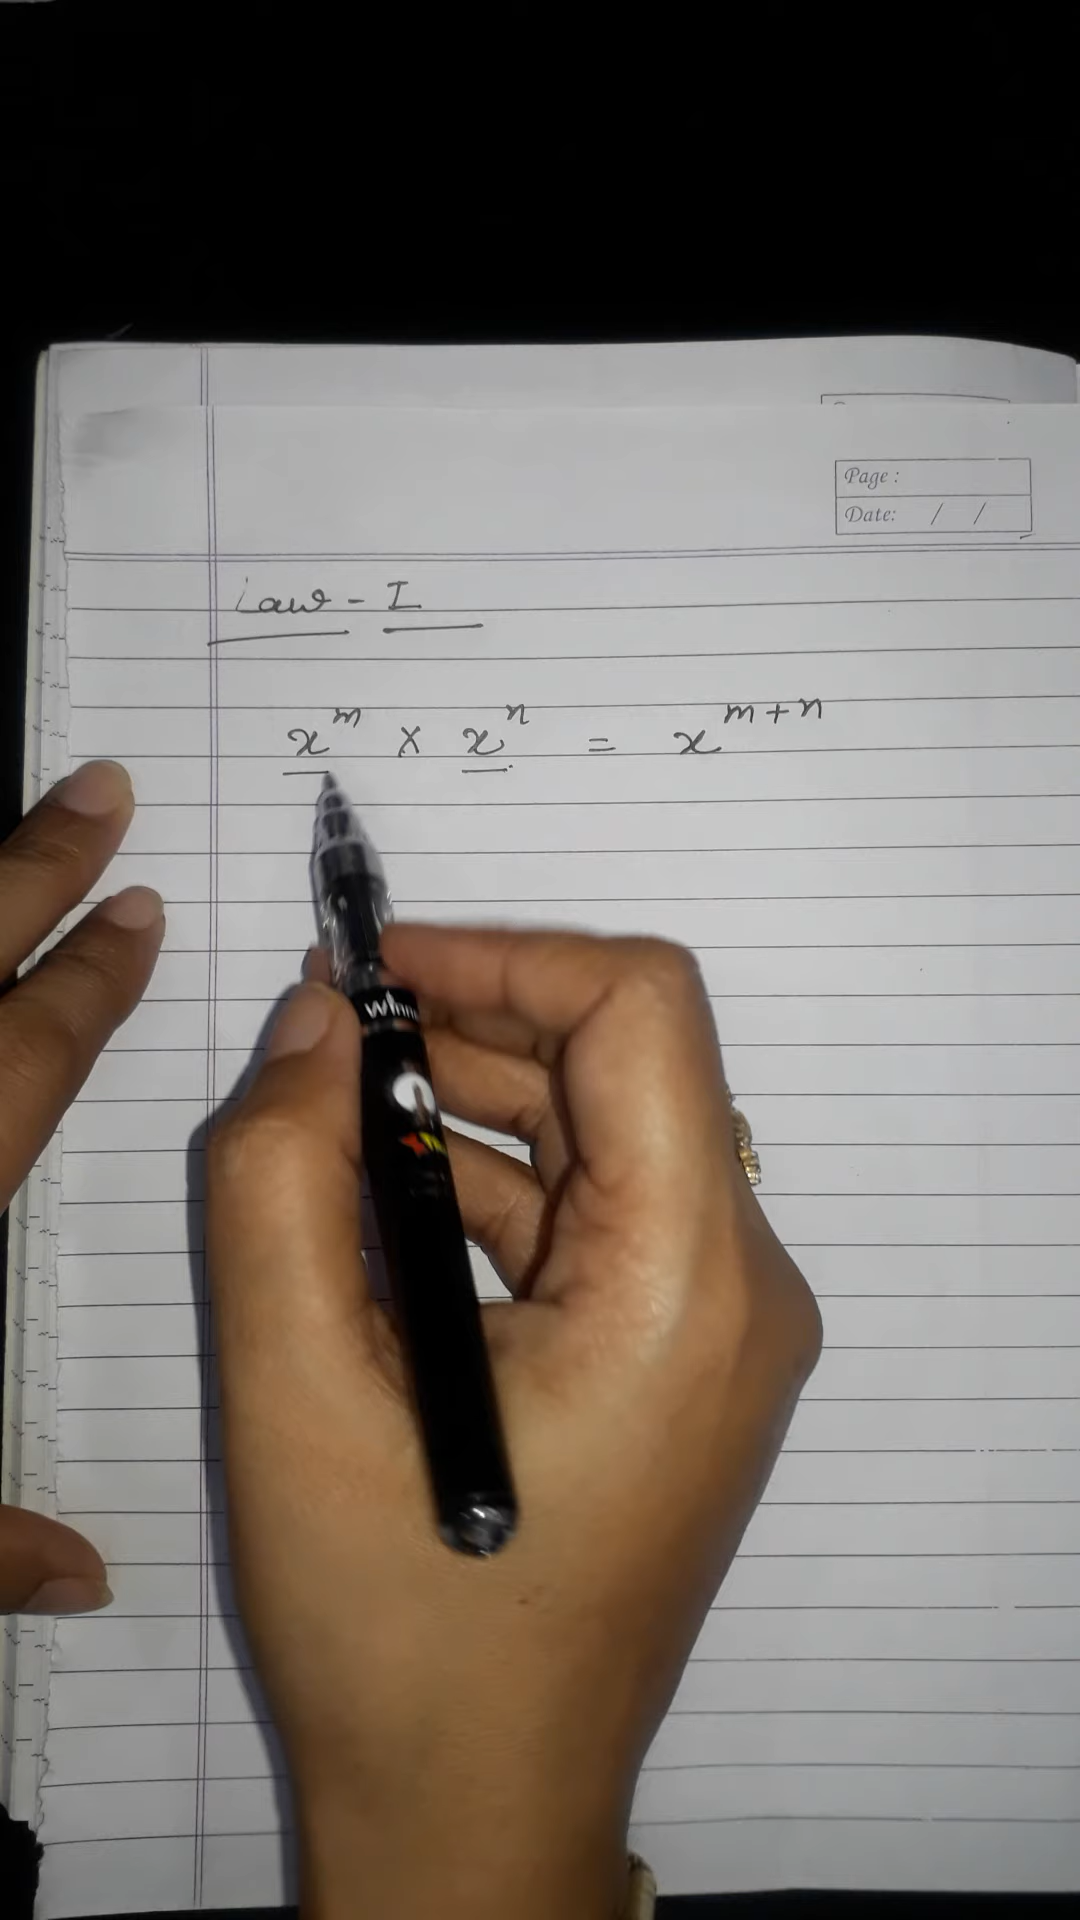 Page :
Date: / /
Law - I
x^m × x^n = x^{m+n}